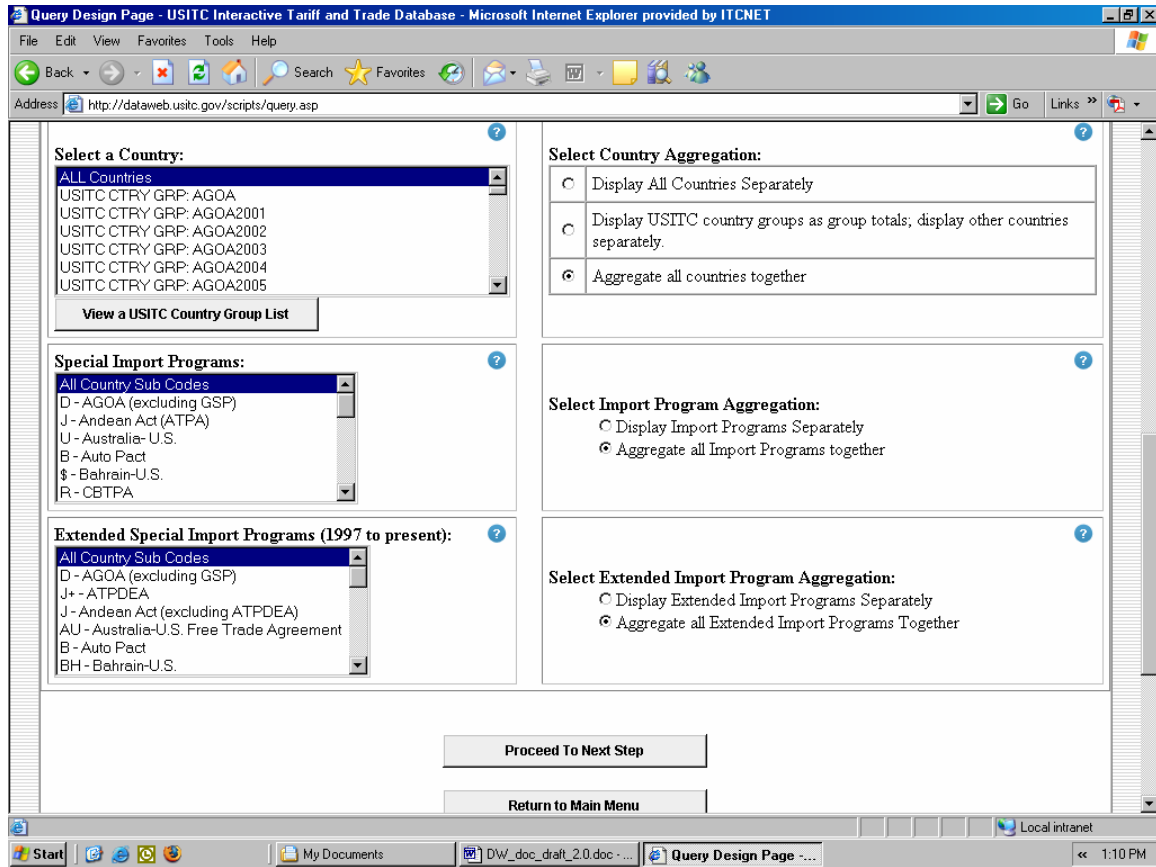 Query Design Page - USITC Interactive Tariff and Trade Database - Microsoft Internet Explorer provided by ITCNET
File Edit View Favorites Tools Help
Back Search Favorites
Address http://dataweb.usitc.gov/scripts/query.asp Go Links »
Select a Country:
ALL Countries
USITC CTRY GRP: AGOA
USITC CTRY GRP: AGOA2001
USITC CTRY GRP: AGOA2002
USITC CTRY GRP: AGOA2003
USITC CTRY GRP: AGOA2004
USITC CTRY GRP: AGOA2005
View a USITC Country Group List
Select Country Aggregation:
Display All Countries Separately
Display USITC country groups as group totals; display other countries
separately.
Aggregate all countries together
Special Import Programs:
All Country Sub Codes
D - AGOA (excluding GSP)
J - Andean Act (ATPA)
U - Australia- U.S.
B - Auto Pact
$ - Bahrain-U.S.
R - CBTPA
Select Import Program Aggregation:
Display Import Programs Separately
Aggregate all Import Programs together
Extended Special Import Programs (1997 to present):
All Country Sub Codes
D - AGOA (excluding GSP)
J+ - ATPDEA
J - Andean Act (excluding ATPDEA)
AU - Australia-U.S. Free Trade Agreement
B - Auto Pact
BH - Bahrain-U.S.
Select Extended Import Program Aggregation:
Display Extended Import Programs Separately
Aggregate all Extended Import Programs Together
Proceed To Next Step
Return to Main Menu
Local intranet
Start My Documents DW_doc_draft_2.0.doc - ... Query Design Page -... « 1:10 PM